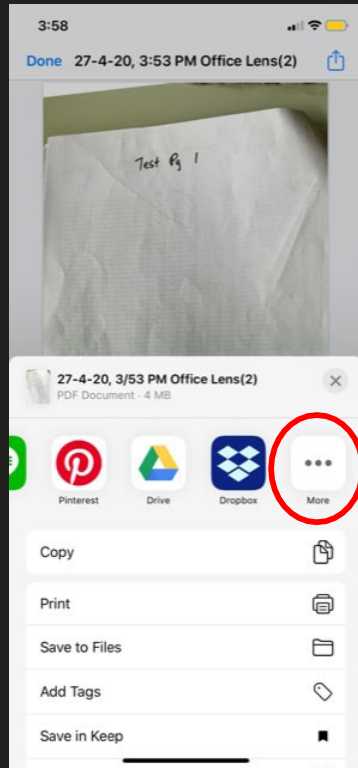 3:58
Done 27-4-20, 3:53 PM Office Lens(2)
Test Pg 1
27-4-20, 3/53 PM Office Lens(2)
PDF Document · 4 MB
Pinterest Drive Dropbox More
Copy
Print
Save to Files
Add Tags
Save in Keep